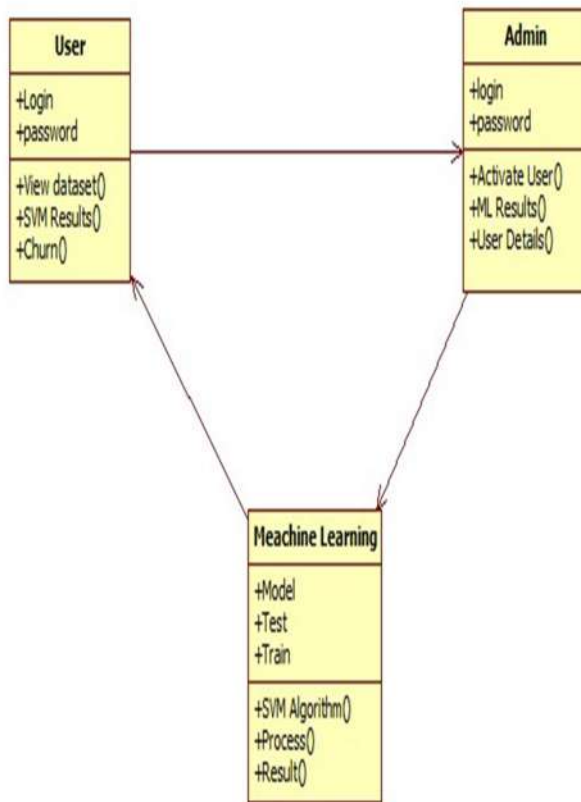 User
+Login
+password
+View dataset()
+SVM Results()
+Churn()
Admin
+login
+password
+Activate User()
+ML Results()
+User Details()
Meachine Learning
+Model
+Test
+Train
+SVM Algorithm()
+Process()
+Result()